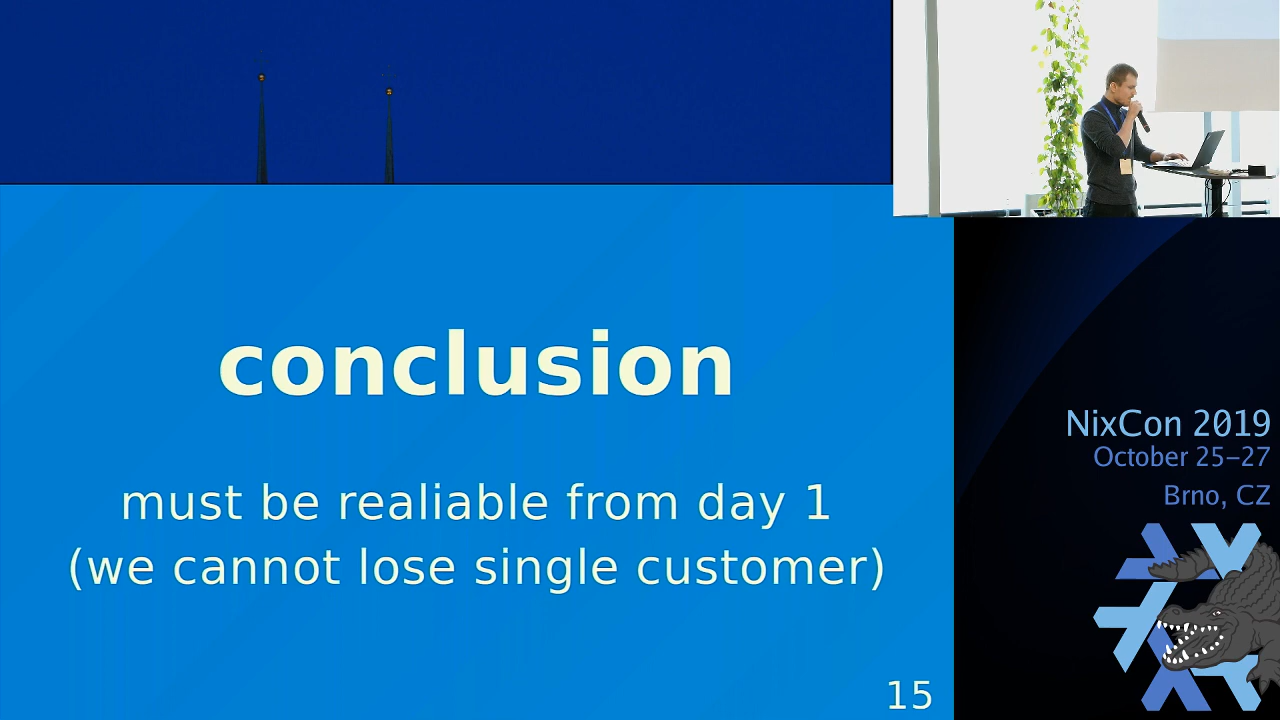 conclusion
must be realiable from day 1
(we cannot lose single customer)
15
NixCon 2019
October 25–27
Brno, CZ